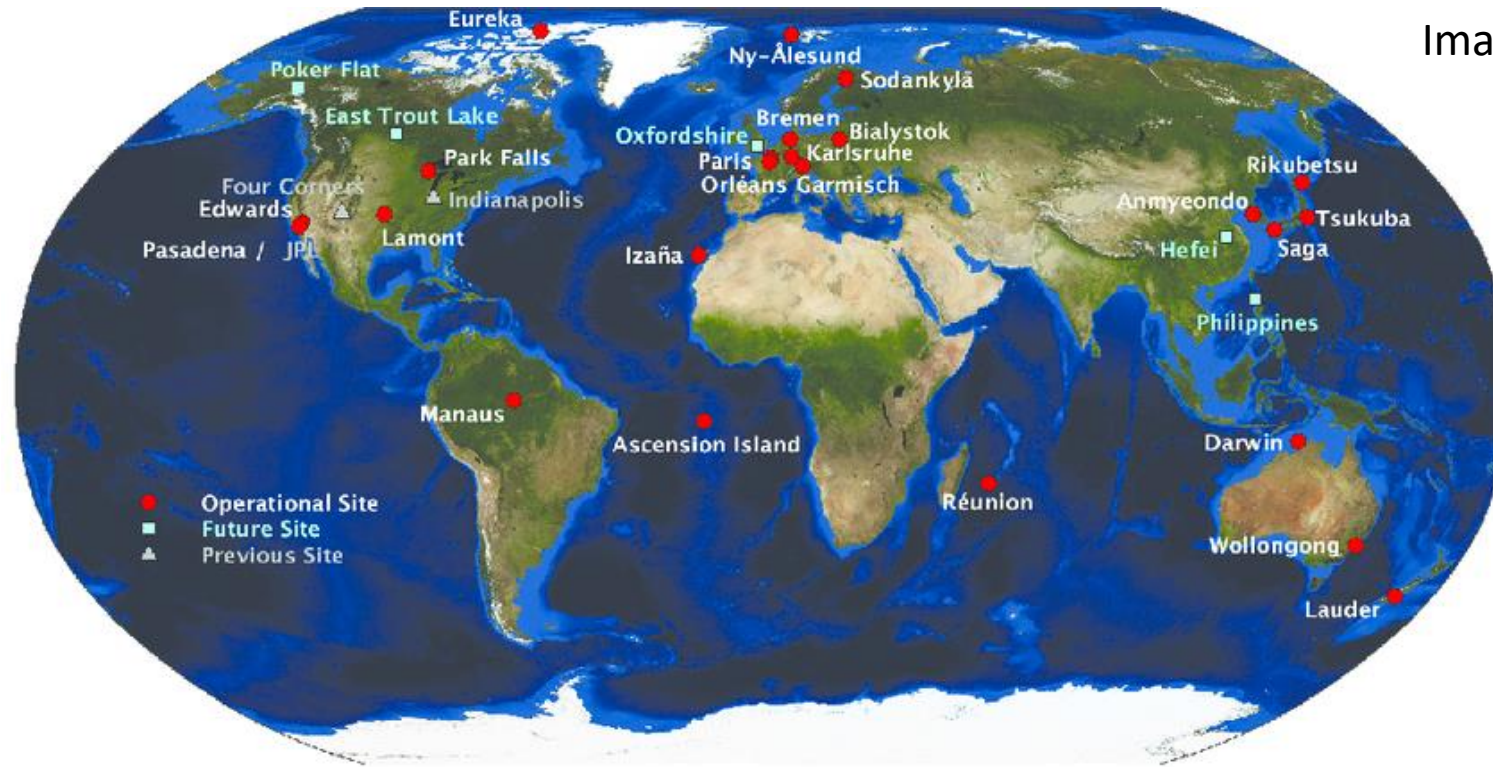 Eureka
Ima
Ny-Ålesund
Poker Flat
Sodankylä
East Trout Lake
Bremen
Oxfordshire
Bialystok
Park Falls
Paris
Karlsruhe
Rikubetsu
Four Corners
Orléans Garmisch
Indianapolis
Edwards
Anmyeondo
Tsukuba
Lamont
Pasadena / JPL
Izaña
Hefei
Saga
Philippines
Manaus
Ascension Island
Darwin
Operational Site
Réunion
Future Site
Previous Site
Wollongong
Lauder